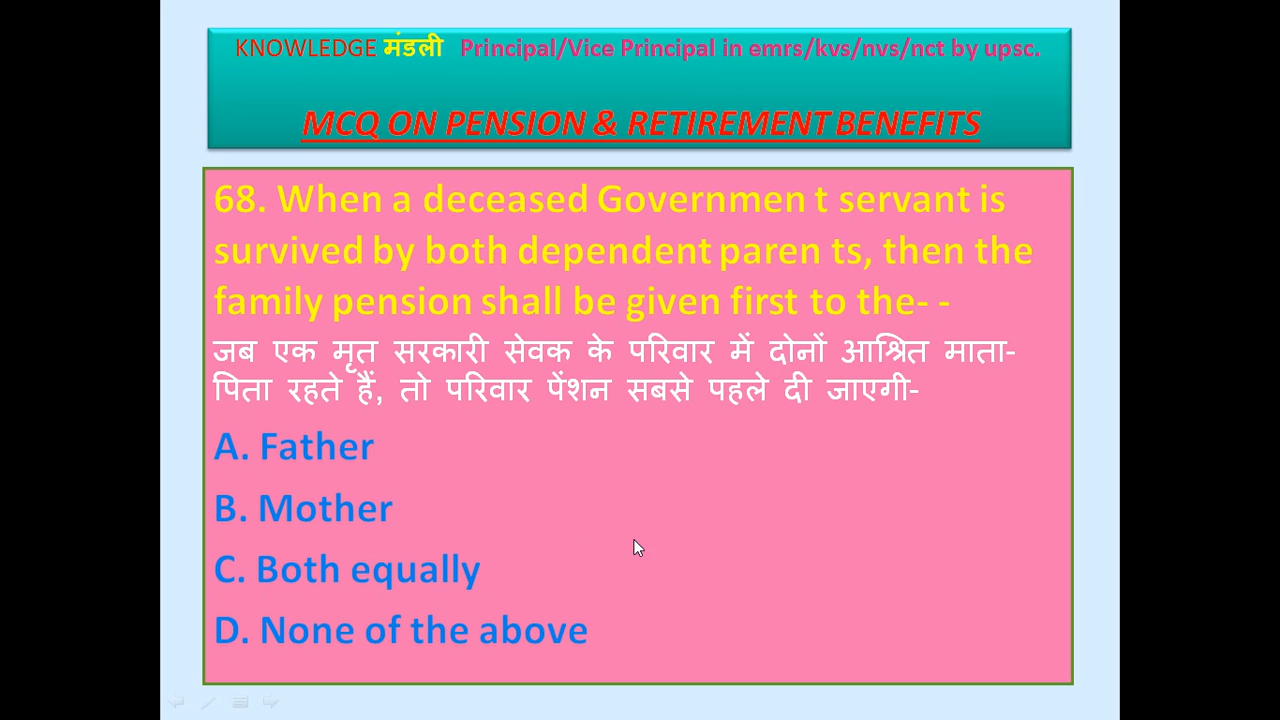 KNOWLEDGE मंडली Principal/Vice Principal in emrs/kvs/nvs/nct by upsc.
MCQ ON PENSION & RETIREMENT BENEFITS
68. When a deceased Governmen t servant is
survived by both dependent paren ts, then the
family pension shall be given first to the- -
जब एक मृत सरकारी सेवक के परिवार में दोनों आश्रित माता-
पिता रहते हैं, तो परिवार पेंशन सबसे पहले दी जाएगी-
A. Father
B. Mother
C. Both equally
D. None of the above